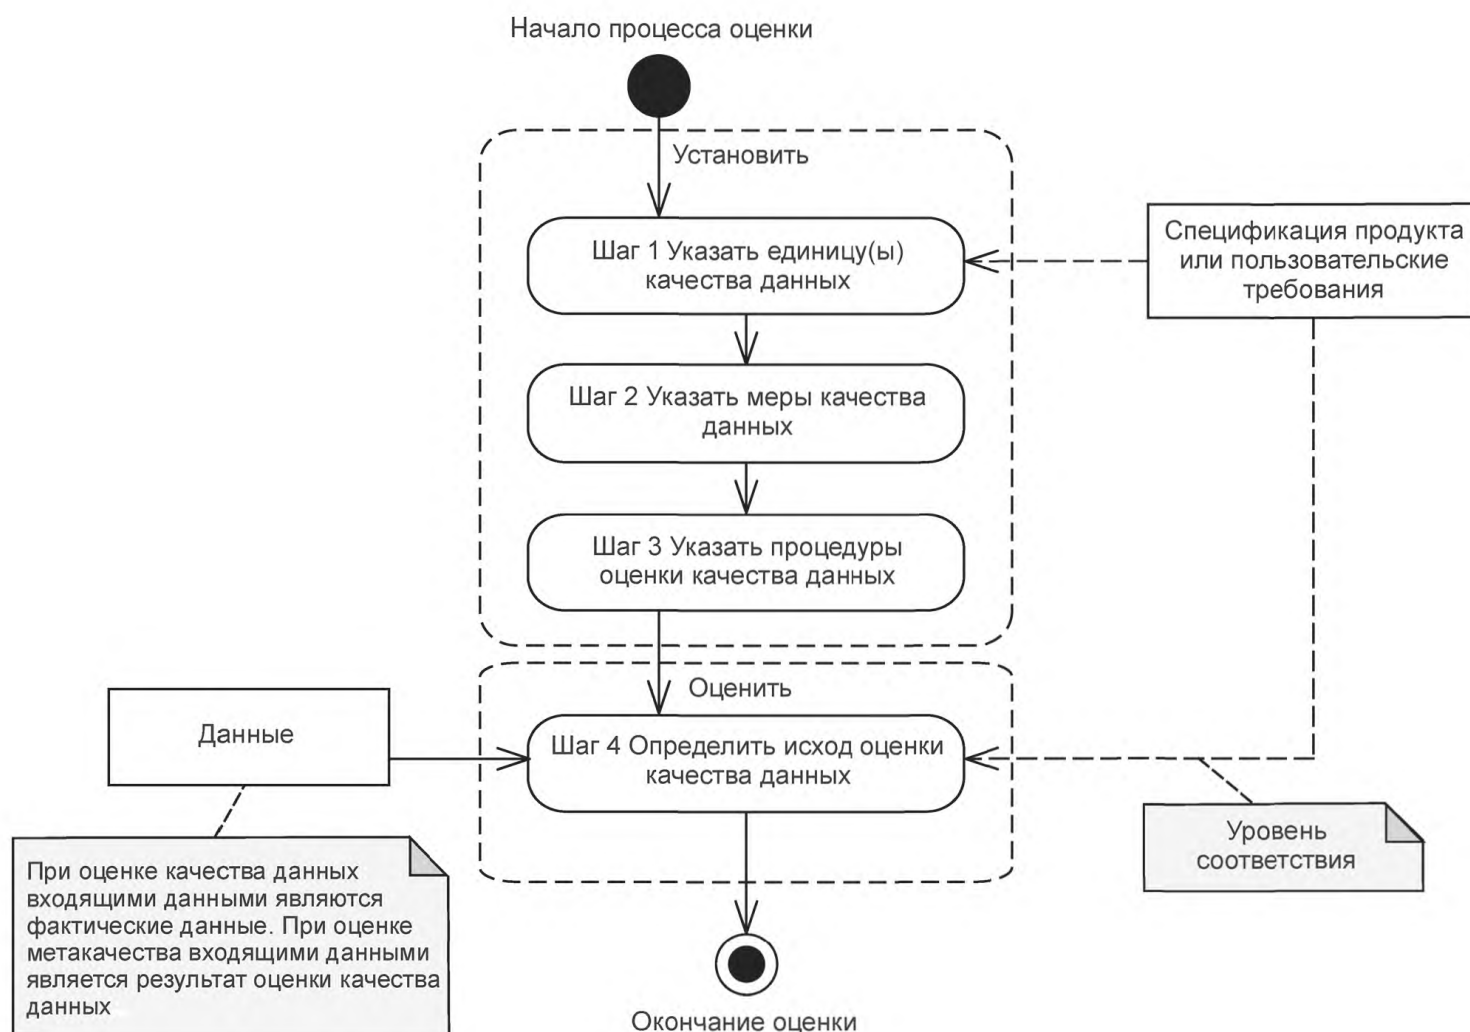 Начало процесса оценки
Установить
Шаг 1 Указать единицу(ы)
качества данных
Спецификация продукта
или пользовательские
требования
Шаг 2 Указать меры качества
данных
Шаг 3 Указать процедуры
оценки качества данных
Оценить
Данные
Шаг 4 Определить исход оценки
качества данных
Уровень
соответствия
При оценке качества данных
входящими данными являются
фактические данные. При оценке
метакачества входящими данными
является результат оценки качества
данных
Окончание оценки